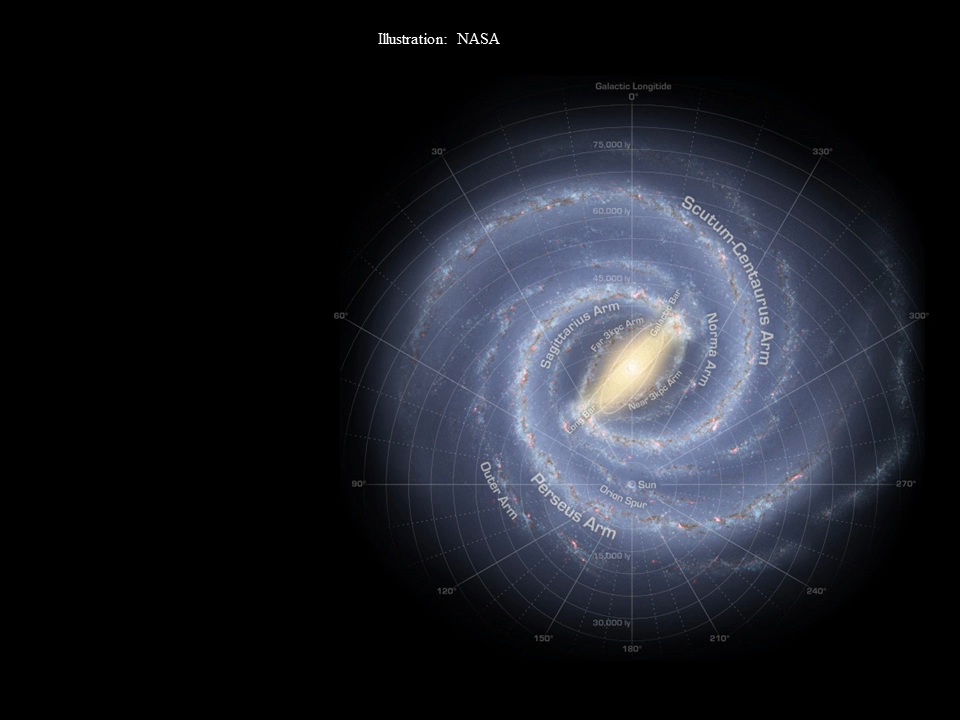 Illustration: NASA
Galactic Longitide
0°
30°
330°
75,000 ly
60,000 ly
Scutum-Centaurus Arm
45,000 ly
Galactic Bar
Sagittarius Arm
Far 3kpc Arm
60°
300°
Norma Arm
Near 3kpc Arm
Long Bar
Outer Arm
Perseus Arm
90°
Sun
270°
Orion Spur
15,000 ly
120°
240°
30,000 ly
150°
210°
180°